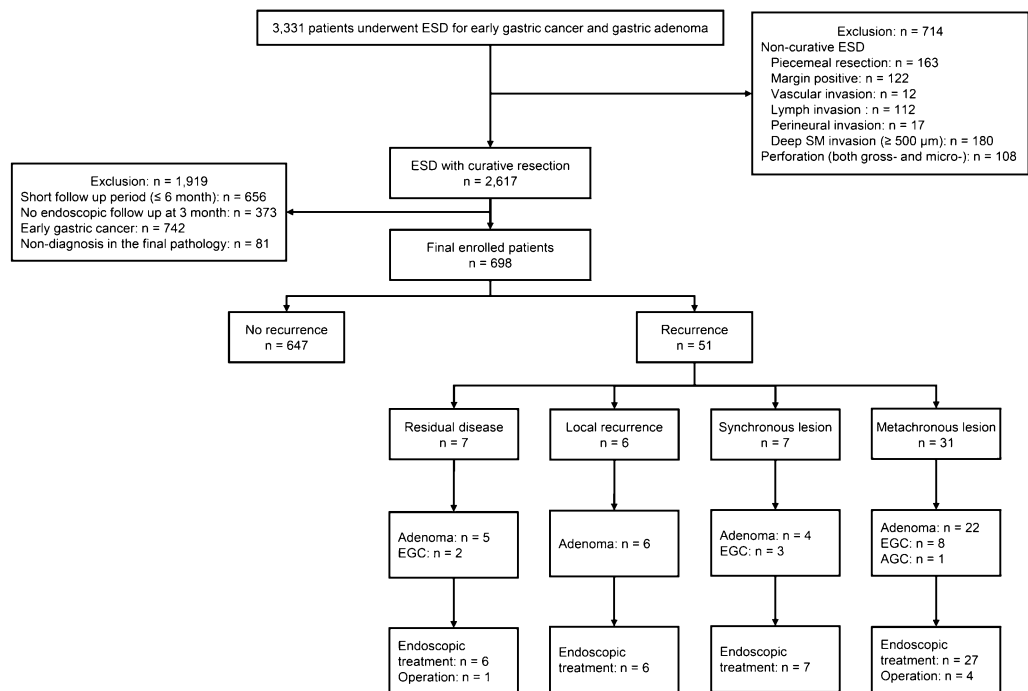 3,331 patients underwent ESD for early gastric cancer and gastric adenoma
Exclusion: n = 714
Non-curative ESD
Piecemeal resection: n = 163
Margin positive: n = 122
Vascular invasion: n = 12
Lymph invasion : n = 112
Perineural invasion: n = 17
Deep SM invasion (≥ 500 μm): n = 180
Perforation (both gross- and micro-): n = 108
ESD with curative resection
n = 2,617
Exclusion: n = 1,919
Short follow up period (≤ 6 month): n = 656
No endoscopic follow up at 3 month: n = 373
Early gastric cancer: n = 742
Non-diagnosis in the final pathology: n = 81
Final enrolled patients
n = 698
No recurrence
n = 647
Recurrence
n = 51
Residual disease
n = 7
Local recurrence
n = 6
Synchronous lesion
n = 7
Metachronous lesion
n = 31
Adenoma: n = 5
EGC: n = 2
Adenoma: n = 6
Adenoma: n = 4
EGC: n = 3
Adenoma: n = 22
EGC: n = 8
AGC: n = 1
Endoscopic
treatment: n = 6
Operation: n = 1
Endoscopic
treatment: n = 6
Endoscopic
treatment: n = 7
Endoscopic
treatment: n = 27
Operation: n = 4